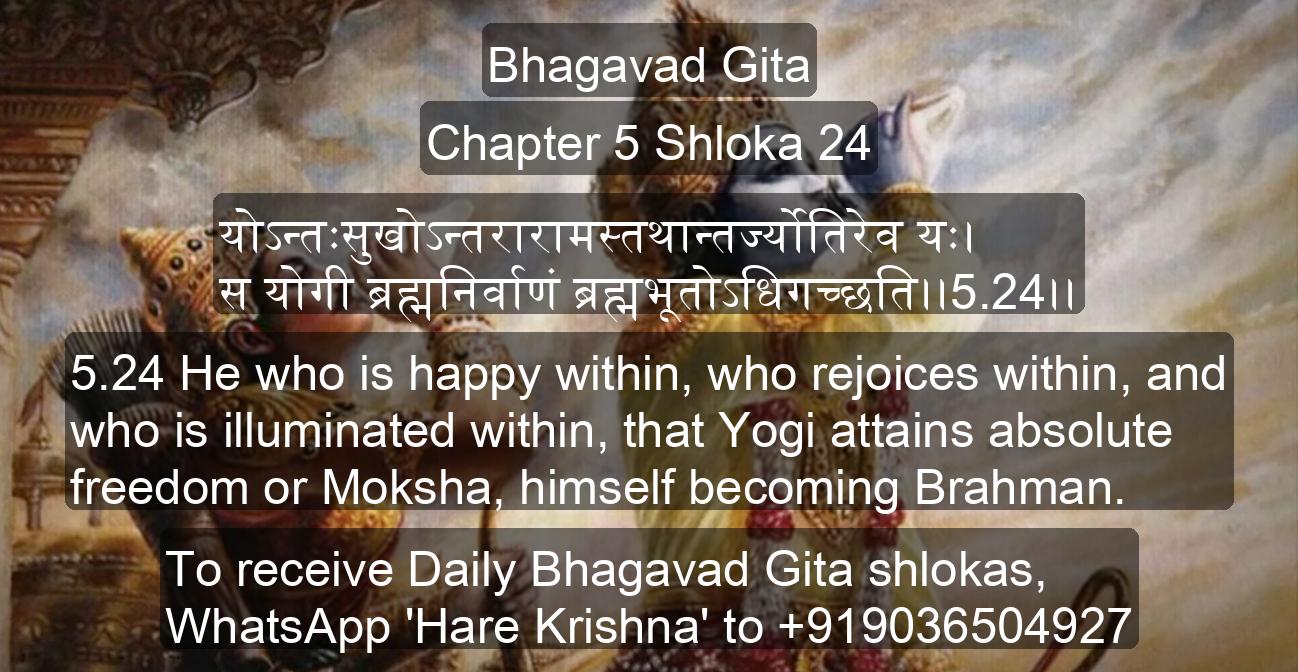 Bhagavad Gita
Chapter 5 Shloka 24
योऽन्तःसुखोऽन्तरारामस्तथान्तर्ज्योतिरेव यः।
स योगी ब्रह्मनिर्वाणं ब्रह्मभूतोऽधिगच्छति।।5.24।।
5.24 He who is happy within, who rejoices within, and
who is illuminated within, that Yogi attains absolute
freedom or Moksha, himself becoming Brahman.
To receive Daily Bhagavad Gita shlokas,
WhatsApp 'Hare Krishna' to +919036504927